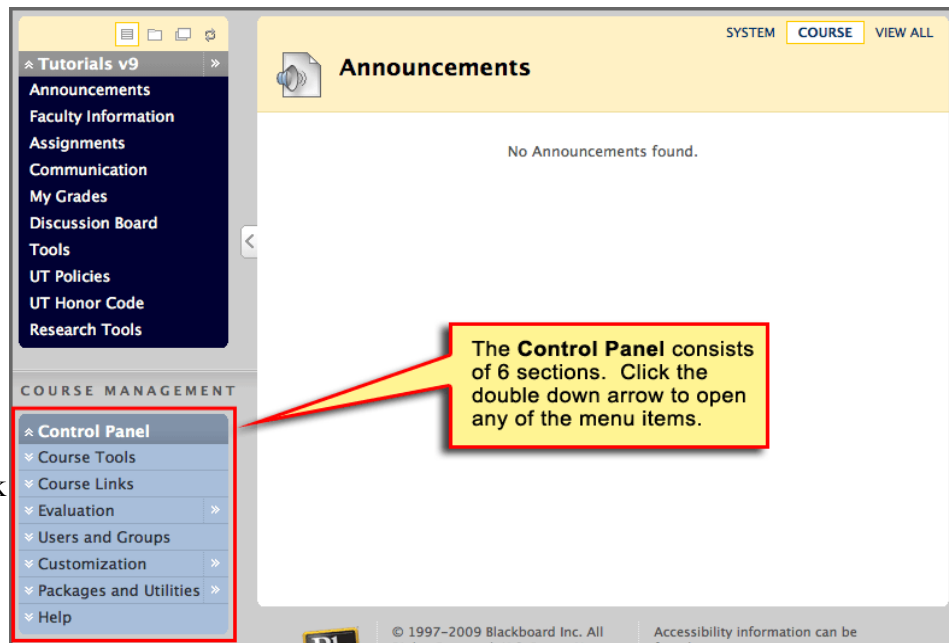 SYSTEM COURSE VIEW ALL
Tutorials v9
Announcements
Announcements
Faculty Information
Assignments
Communication
My Grades
Discussion Board
Tools
UT Policies
UT Honor Code
Research Tools
No Announcements found.
The Control Panel consists
of 6 sections. Click the
double down arrow to open
any of the menu items.
COURSE MANAGEMENT
Control Panel
Course Tools
Course Links
Evaluation
Users and Groups
Customization
Packages and Utilities
Help
© 1997-2009 Blackboard Inc. All
Accessibility information can be